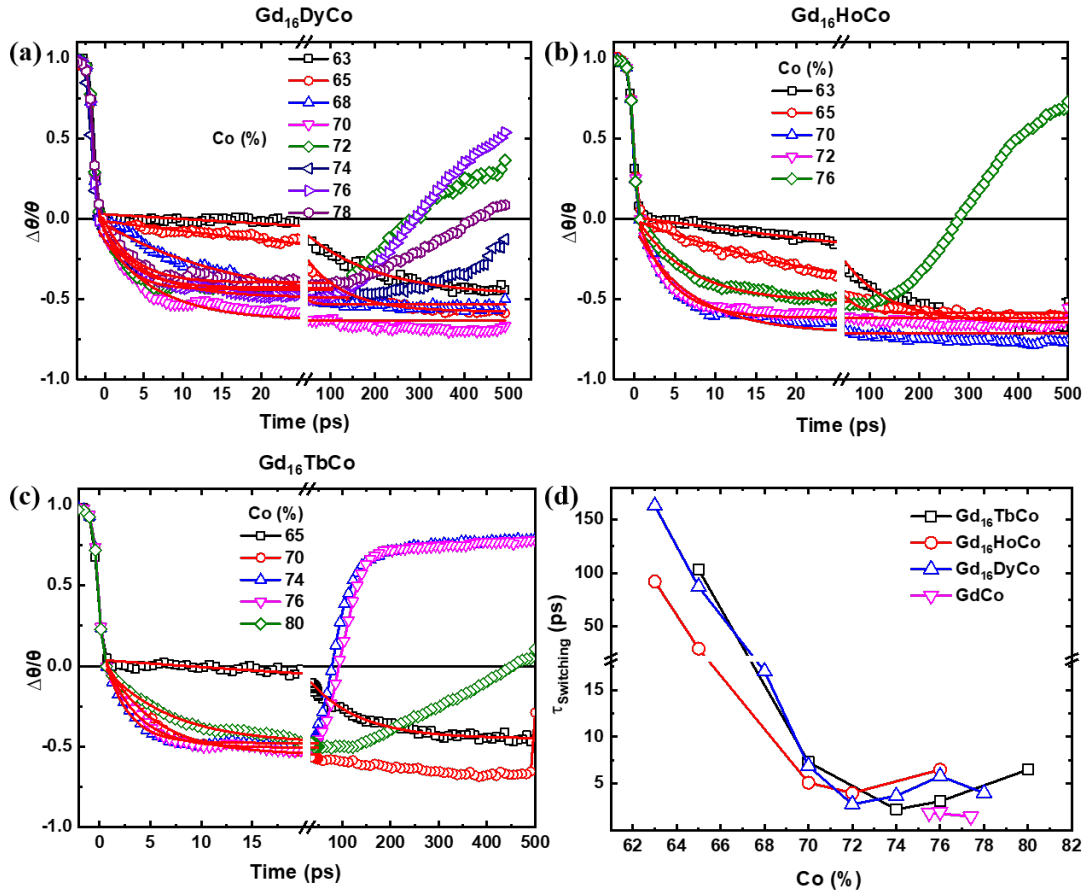 Gd₁₆DyCo
(a)
1.0
0.5
0.0
-0.5
-1.0
Δθ/θ
Co (%)
63
65
68
70
72
74
76
78
0 5 10 15 20 100 200 300 400 500
Time (ps)
Gd₁₆HoCo
(b)
1.0
0.5
0.0
-0.5
-1.0
Δθ/θ
Co (%)
63
65
70
72
76
0 5 10 15 20 100 200 300 400 500
Time (ps)
Gd₁₆TbCo
(c)
1.0
0.5
0.0
-0.5
-1.0
Δθ/θ
Co (%)
65
70
74
76
80
0 5 10 15 100 200 300 400 500
Time (ps)
(d)
150
100
50
15
10
5
0
τSwitching (ps)
Gd₁₆TbCo
Gd₁₆HoCo
Gd₁₆DyCo
GdCo
62 64 66 68 70 72 74 76 78 80 82
Co (%)